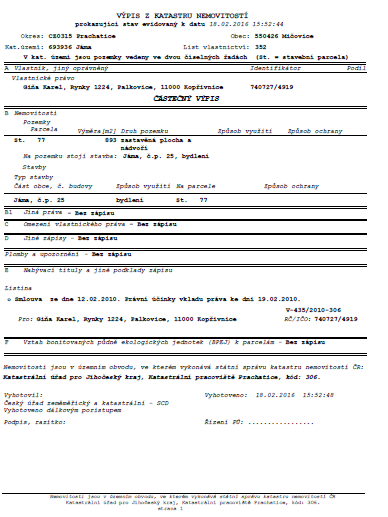 VÝPIS Z KATASTRU NEMOVITOSTÍ
prokazující stav evidovaný k datu 18.02.2016 15:52:44
Okres: CZ0315 Prachatice Obec: 550426 Mičovice
Kat.území: 693936 Jáma List vlastnictví: 352
V kat. území jsou pozemky vedeny ve dvou číselných řadách (St. = stavební parcela)
A Vlastník, jiný oprávněný Identifikátor Podíl
Vlastnické právo
Giňa Karel, Rynky 1224, Palkovice, 11000 Kopřivnice 740727/4919
ČÁSTEČNÝ VÝPIS
B Nemovitosti
Pozemky
Parcela Výměra[m2] Druh pozemku Způsob využití Způsob ochrany
St. 77 893 zastavěná plocha a
nádvoří
Na pozemku stojí stavba: Jáma, č.p. 25, bydlení
Stavby
Typ stavby
Část obce, č. budovy Způsob využití Na parcele Způsob ochrany
Jáma, č.p. 25 bydlení St. 77
B1 Jiná práva - Bez zápisu
C Omezení vlastnického práva - Bez zápisu
D Jiné zápisy - Bez zápisu
Plomby a upozornění - Bez zápisu
E Nabývací tituly a jiné podklady zápisu
Listina
o Smlouva ze dne 12.02.2010. Právní účinky vkladu práva ke dni 19.02.2010.
V-435/2010-306
Pro: Giňa Karel, Rynky 1224, Palkovice, 11000 Kopřivnice RČ/IČO: 740727/4919
F Vztah bonitovaných půdně ekologických jednotek (BPEJ) k parcelám - Bez zápisu
Nemovitosti jsou v územním obvodu, ve kterém vykonává státní správu katastru nemovitostí ČR:
Katastrální úřad pro Jihočeský kraj, Katastrální pracoviště Prachatice, kód: 306.
Vyhotovil: Vyhotoveno: 18.02.2016 15:52:48
Český úřad zeměměřický a katastrální - SCD
Vyhotoveno dálkovým přístupem
Podpis, razítko: Řízení PÚ: .................
Nemovitosti jsou v územním obvodu, ve kterém vykonává státní správu katastru nemovitostí ČR
Katastrální úřad pro Jihočeský kraj, Katastrální pracoviště Prachatice, kód: 306.
strana 1